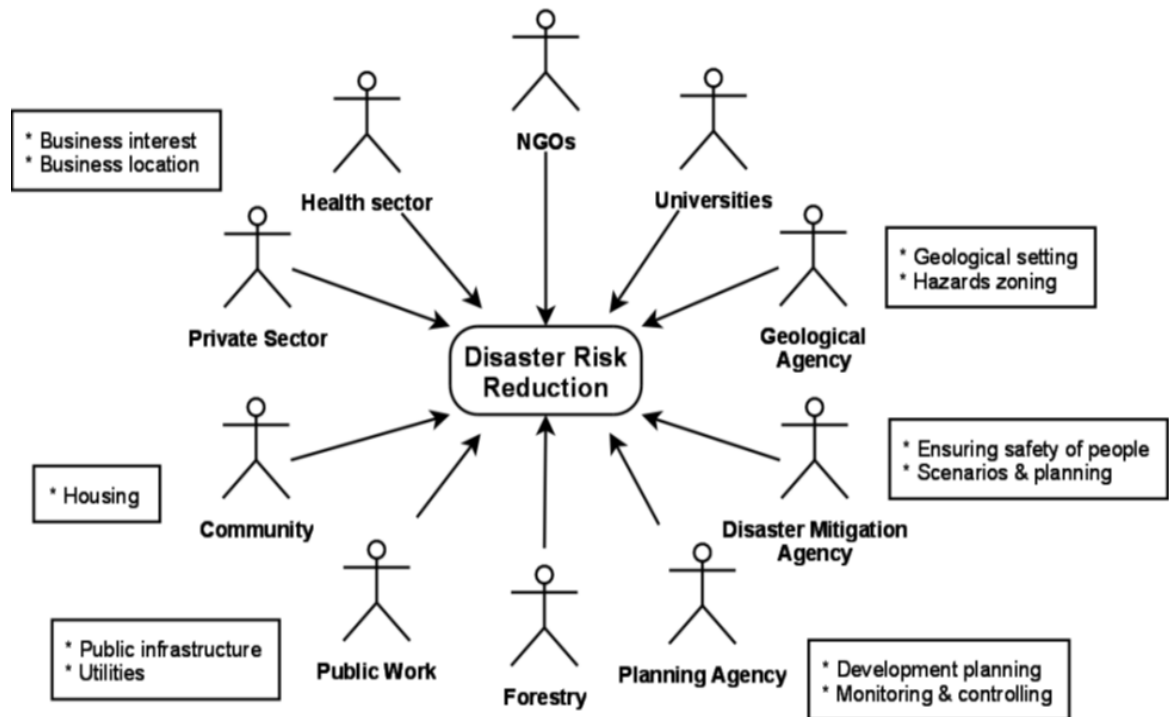 NGOs
Health sector
Universities
* Business interest
* Business location
Private Sector
Geological
Agency
* Geological setting
* Hazards zoning
Disaster Risk
Reduction
Community
* Housing
Disaster Mitigation
Agency
* Ensuring safety of people
* Scenarios & planning
Public Work
* Public infrastructure
* Utilities
Forestry
Planning Agency
* Development planning
* Monitoring & controlling